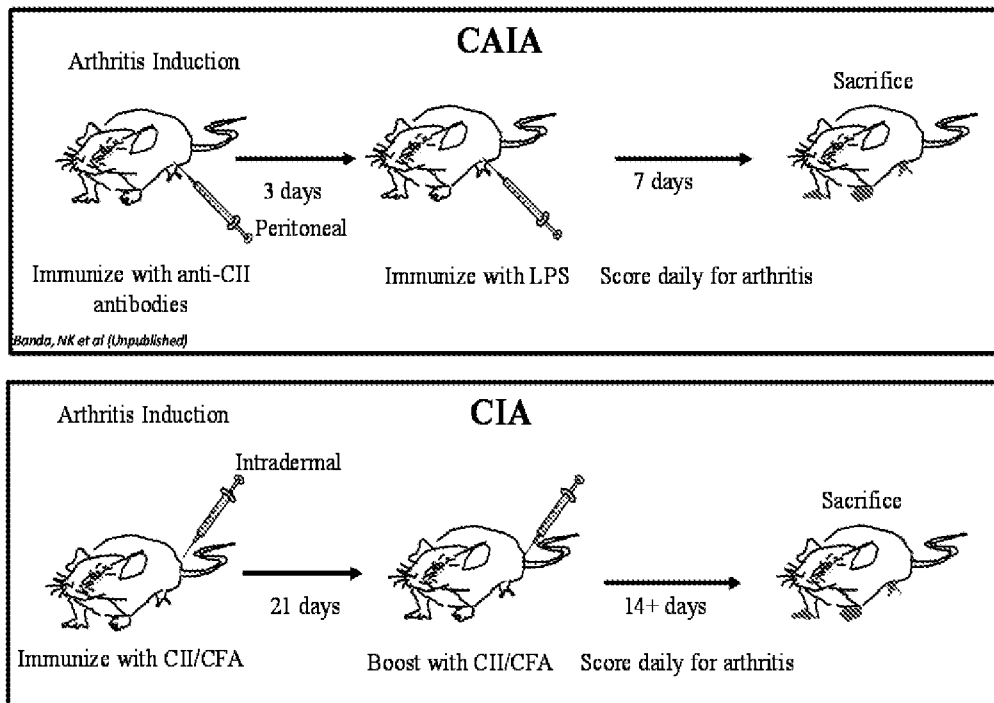 CAIA
Arthritis Induction
Sacrifice
3 days
7 days
Peritoneal
Immunize with anti-CII
antibodies
Immunize with LPS
Score daily for arthritis
Banda, NK et al (Unpublished)
CIA
Arthritis Induction
Intradermal
Sacrifice
21 days
14+ days
Immunize with CII/CFA
Boost with CII/CFA
Score daily for arthritis